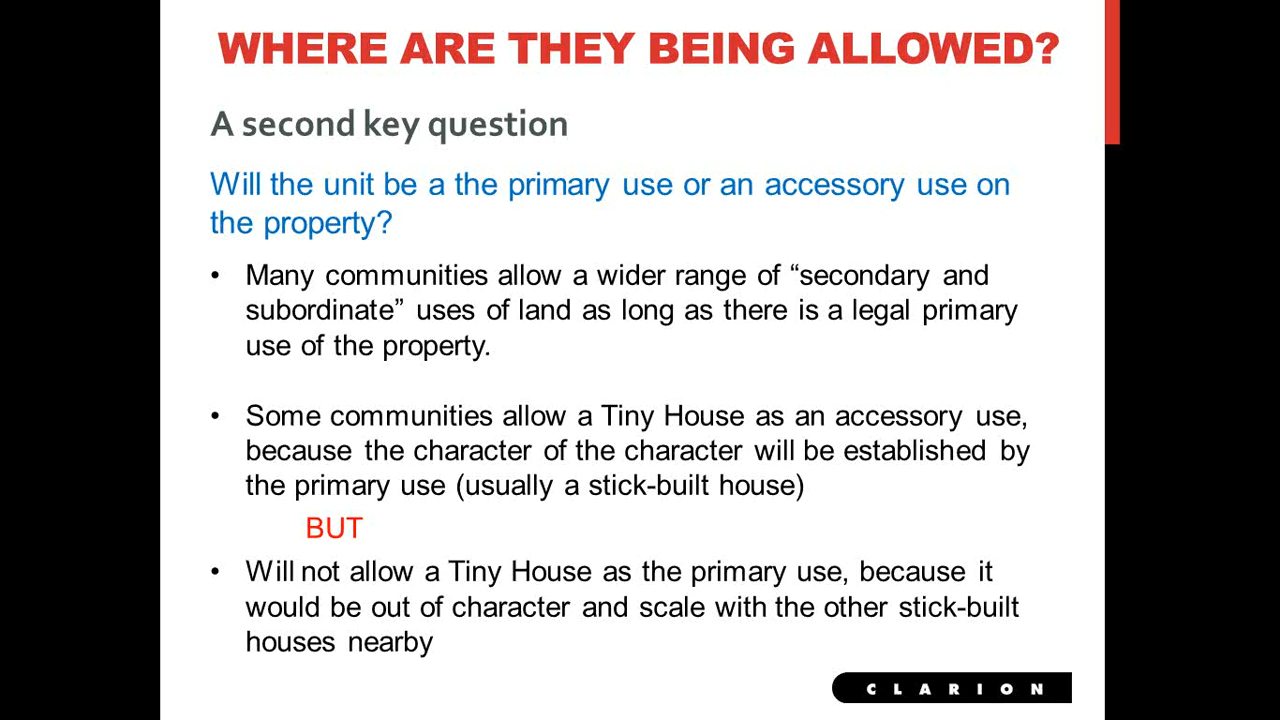 WHERE ARE THEY BEING ALLOWED?
A second key question
Will the unit be a the primary use or an accessory use on
the property?
• Many communities allow a wider range of “secondary and
subordinate” uses of land as long as there is a legal primary
use of the property.
• Some communities allow a Tiny House as an accessory use,
because the character of the character will be established by
the primary use (usually a stick-built house)
BUT
• Will not allow a Tiny House as the primary use, because it
would be out of character and scale with the other stick-built
houses nearby
CLARION